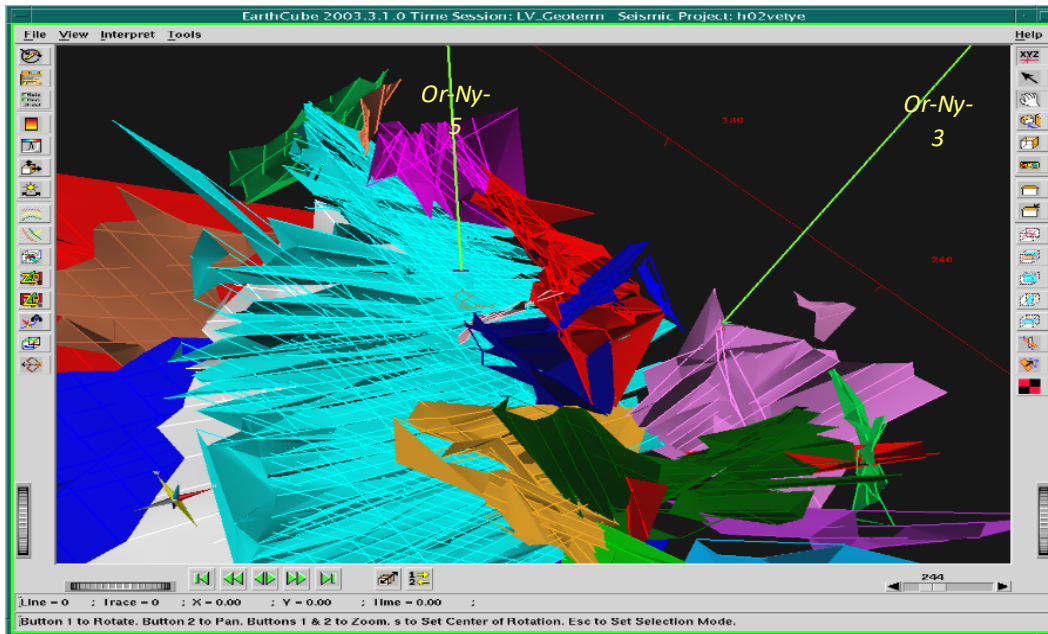 EarthCube 2003.3.1.0 Time Session: LV_Geoterm Seismic Project: h02vetye
File View Interpret Tools Help
XYZ
Or-Ny-
5
Or-Ny-
3
180
240
244
Line = 0 ; Trace = 0 ; X = 0.00 ; Y = 0.00 ; Time = 0.00 ;
Button 1 to Rotate. Button 2 to Pan. Buttons 1 & 2 to Zoom. s to Set Center of Rotation. Esc to Set Selection Mode.